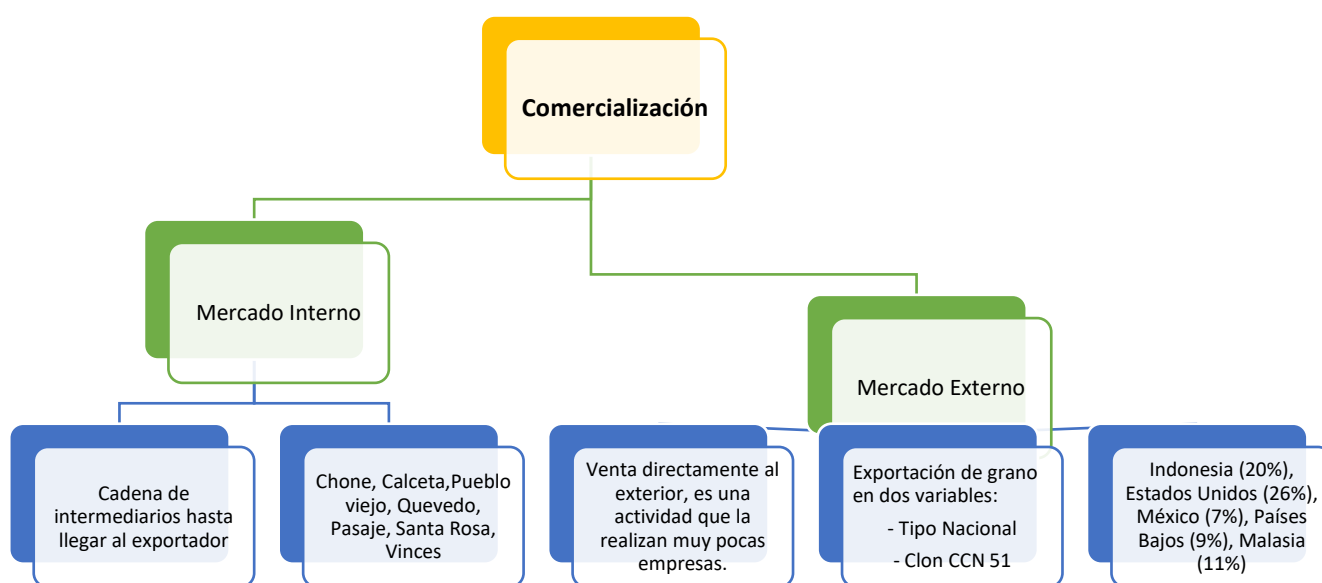 Comercialización
Mercado Interno
Mercado Externo
Cadena de
intermediarios hasta
llegar al exportador
Chone, Calceta,Pueblo
viejo, Quevedo,
Pasaje, Santa Rosa,
Vinces
Venta directamente al
exterior, es una
actividad que la
realizan muy pocas
empresas.
Exportación de grano
en dos variables:
- Tipo Nacional
- Clon CCN 51
Indonesia (20%),
Estados Unidos (26%),
México (7%), Países
Bajos (9%), Malasia
(11%)